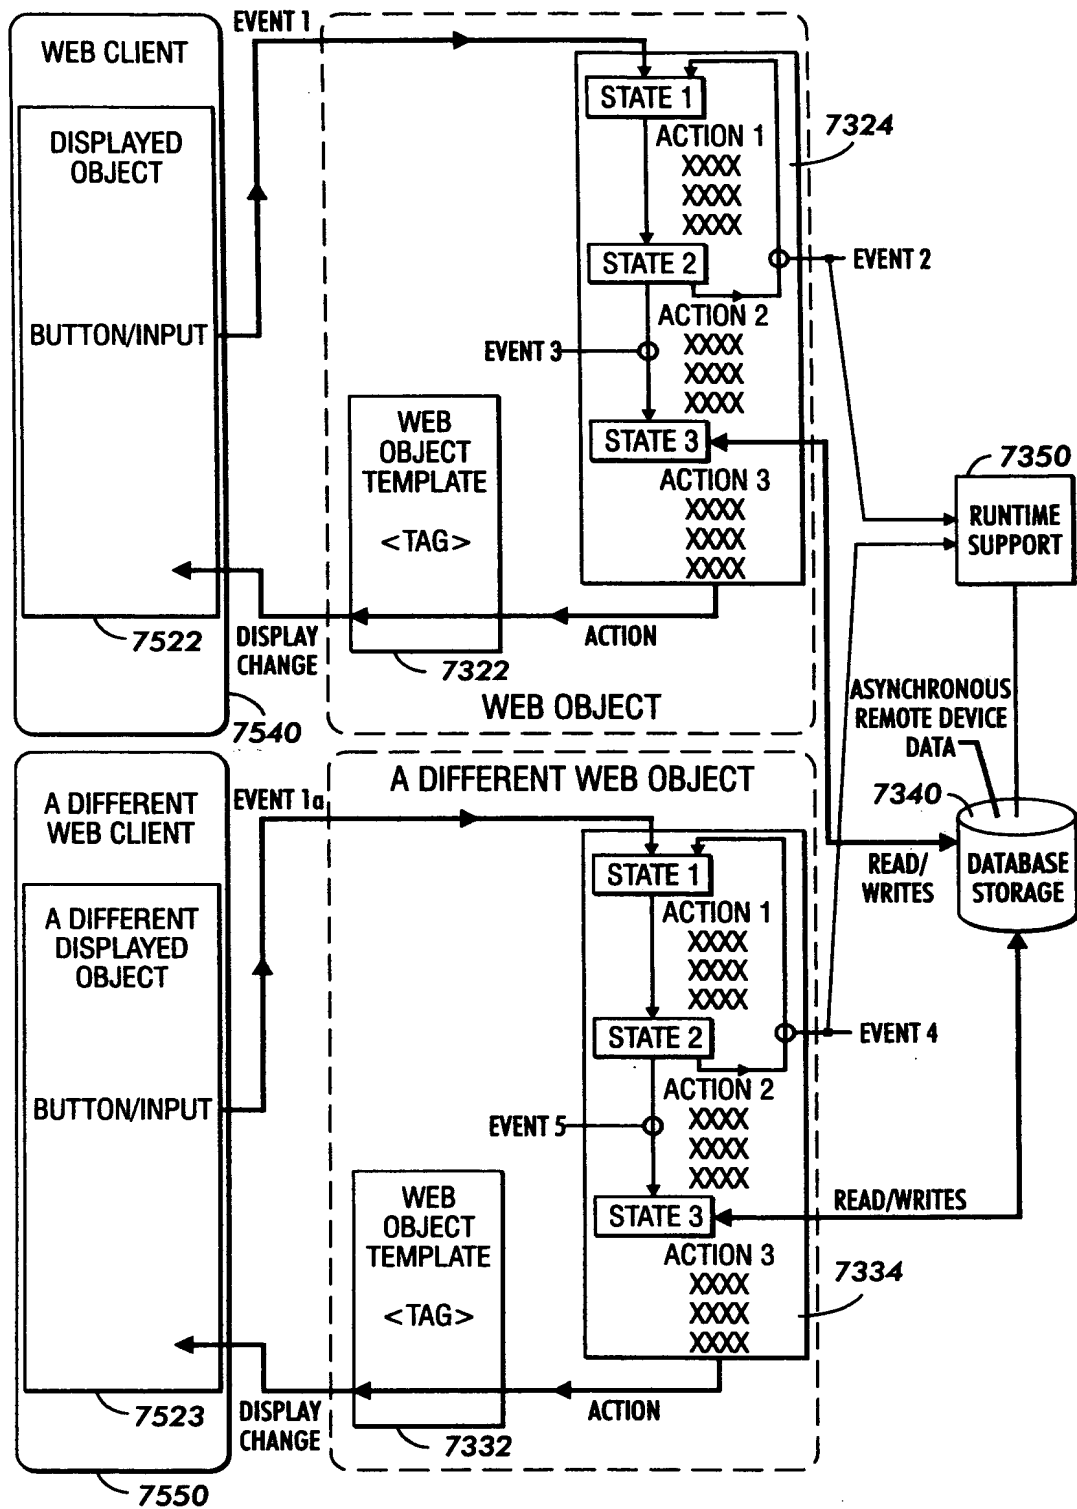 EVENT 1
WEB CLIENT
DISPLAYED
OBJECT
BUTTON/INPUT
STATE 1
ACTION 1
XXXX
XXXX
XXXX
7324
STATE 2
EVENT 2
ACTION 2
XXXX
XXXX
XXXX
EVENT 3
STATE 3
ACTION 3
XXXX
XXXX
XXXX
WEB
OBJECT
TEMPLATE
<TAG>
7350
RUNTIME
SUPPORT
7522
DISPLAY
CHANGE
ACTION
7322
WEB OBJECT
7540
ASYNCHRONOUS
REMOTE DEVICE
DATA
7340
DATABASE
STORAGE
READ/
WRITES
A DIFFERENT
WEB CLIENT
EVENT 1a
A DIFFERENT WEB OBJECT
A DIFFERENT
DISPLAYED
OBJECT
BUTTON/INPUT
STATE 1
ACTION 1
XXXX
XXXX
XXXX
STATE 2
EVENT 4
ACTION 2
XXXX
XXXX
XXXX
EVENT 5
STATE 3
READ/WRITES
ACTION 3
XXXX
XXXX
XXXX
7334
WEB
OBJECT
TEMPLATE
<TAG>
7523
DISPLAY
CHANGE
ACTION
7332
7550